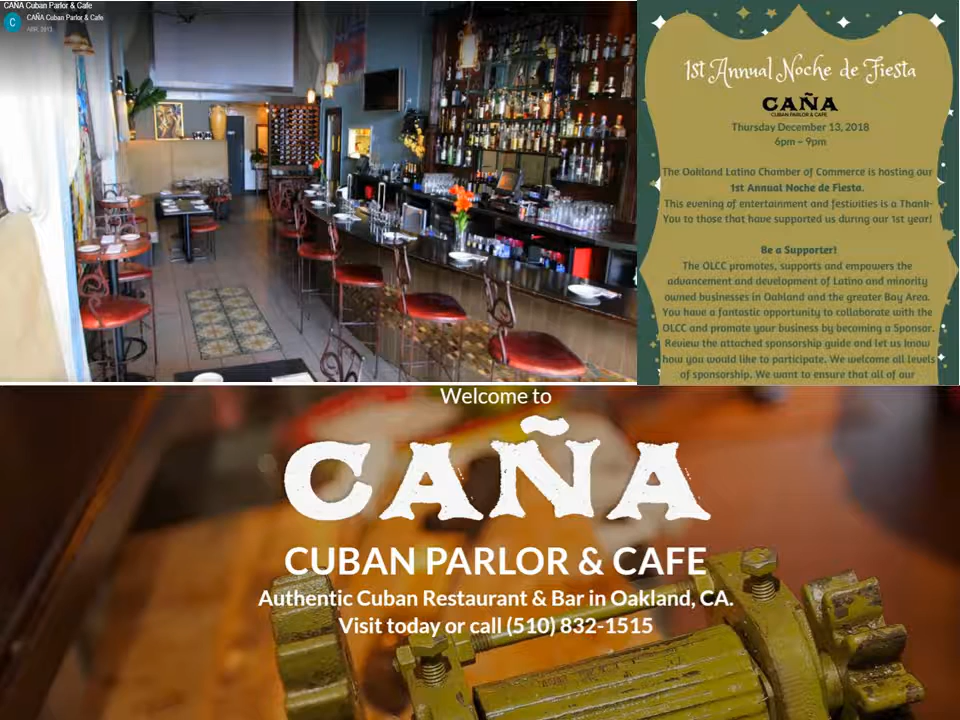 CAÑA Cuban Parlor & Cafe
C
CAÑA Cuban Parlor & Cafe
ABR. 2013
1st Annual Noche de Fiesta
CAÑA
CUBAN PARLOR & CAFE
Thursday December 13, 2018
6pm - 9pm
The Oakland Latino Chamber of Commerce is hosting our
1st Annual Noche de Fiesta.
This evening of entertainment and festivities is a Thank-
You to those that have supported us during our 1st year!
Be a Supporter!
The OLCC promotes, supports and empowers the
advancement and development of Latino and minority
owned businesses in Oakland and the greater Bay Area.
You have a fantastic opportunity to collaborate with the
OLCC and promote your business by becoming a Sponsor.
Review the attached sponsorship guide and let us know
how you would like to participate. We welcome all levels
of sponsorship. We want to ensure that all of our
Welcome to
CAÑA
CUBAN PARLOR & CAFE
Authentic Cuban Restaurant & Bar in Oakland, CA.
Visit today or call (510) 832-1515